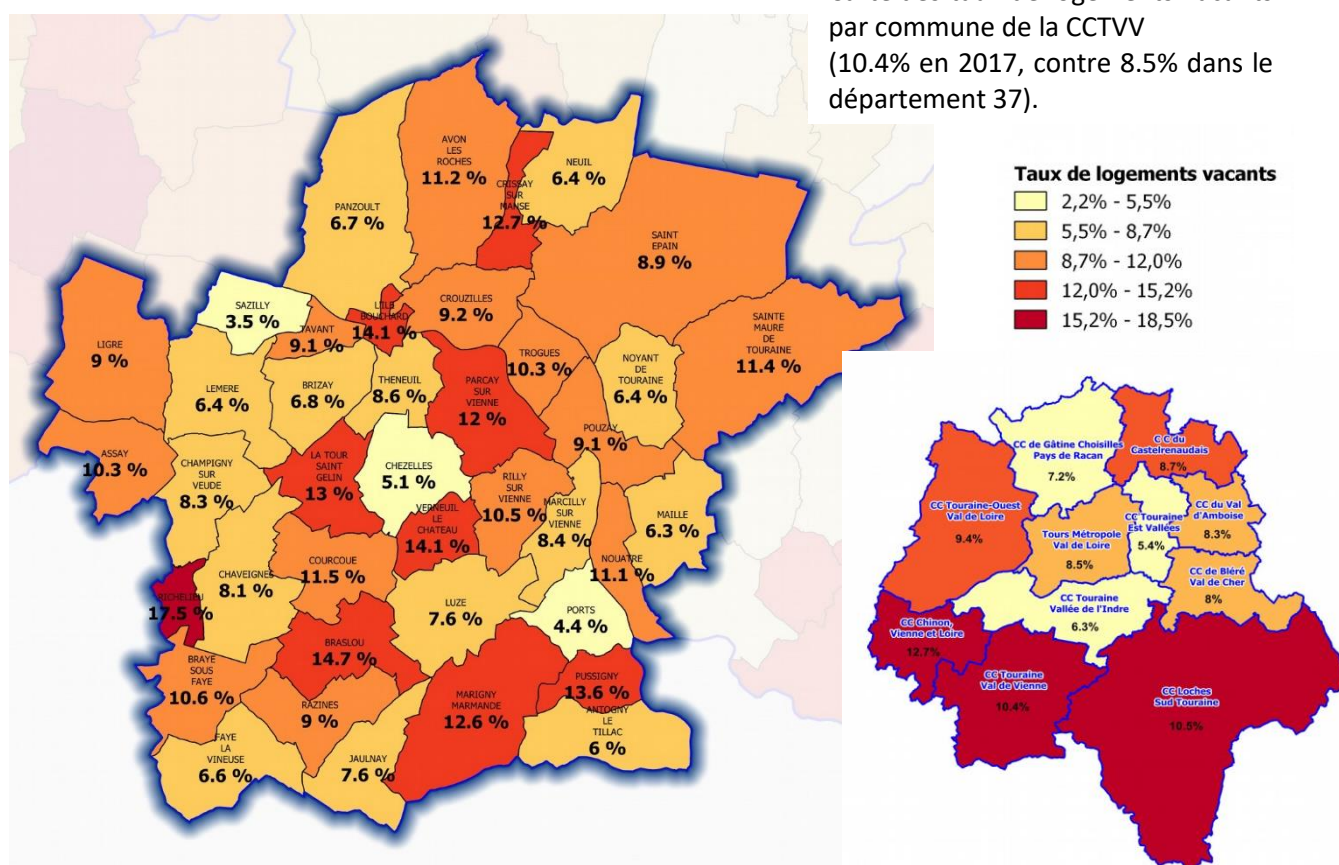 par commune de la CCTVV
(10.4% en 2017, contre 8.5% dans le
département 37).
Taux de logements vacants
2,2% - 5,5%
5,5% - 8,7%
8,7% - 12,0%
12,0% - 15,2%
15,2% - 18,5%
AVON
LES
ROCHES
11.2 %
NEUIL
6.4 %
CRISSAY
SUR
MANSE
12.7 %
PANZOULT
6.7 %
SAINT
EPAIN
8.9 %
SAZILLY
3.5 %
L'ILE
BOUCHARD
14.1 %
CROUZILLES
9.2 %
TAVANT
9.1 %
SAINTE
MAURE
DE
TOURAINE
11.4 %
LIGRE
9 %
TROGUES
10.3 %
NOYANT
DE
TOURAINE
6.4 %
LEMERE
6.4 %
BRIZAY
6.8 %
THENEUIL
8.6 %
PARCAY
SUR
VIENNE
12 %
POUZAY
9.1 %
ASSAY
10.3 %
CHAMPIGNY
SUR
VEUDE
8.3 %
LA TOUR
SAINT
GELIN
13 %
CHEZELLES
5.1 %
RILLY
SUR
VIENNE
10.5 %
MARCILLY
SUR
VIENNE
8.4 %
MAILLE
6.3 %
VERNEUIL
LE
CHATEAU
14.1 %
NOUATRE
11.1 %
COURCOUE
11.5 %
CHAVEIGNES
8.1 %
RICHELIEU
17.5 %
LUZE
7.6 %
PORTS
4.4 %
BRASLOU
14.7 %
BRAYE
SOUS
FAYE
10.6 %
RAZINES
9 %
MARIGNY
MARMANDE
12.6 %
PUSSIGNY
13.6 %
ANTOGNY
LE
TILLAC
6 %
FAYE
LA
VINEUSE
6.6 %
JAULNAY
7.6 %
CC de Gâtine Choisilles
Pays de Racan
7.2%
C C du
Castelrenaudais
8.7%
CC Touraine-Ouest
Val de Loire
9.4%
Tours Métropole
Val de Loire
8.5%
CC Touraine
Est Vallées
5.4%
CC du Val
d'Amboise
8.3%
CC de Bléré
Val de Cher
8%
CC Touraine
Vallée de l'Indre
6.3%
CC Chinon,
Vienne et Loire
12.7%
CC Touraine
Val de Vienne
10.4%
CC Loches
Sud Touraine
10.5%